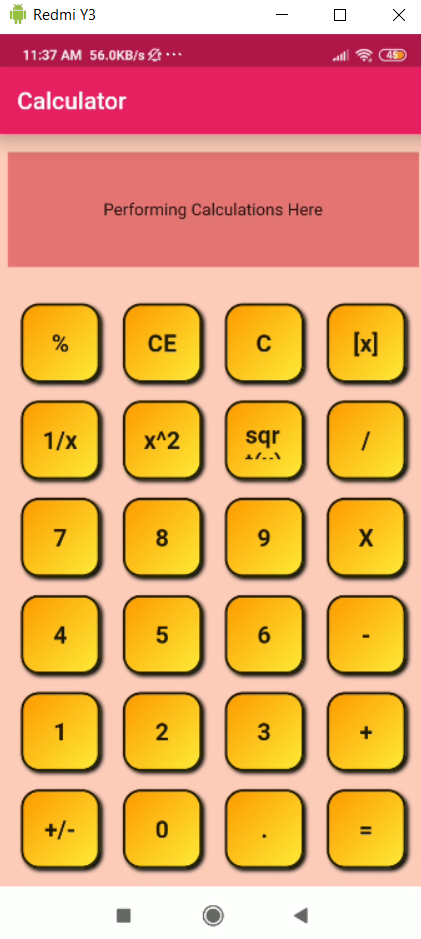 Redmi Y3
11:37 AM 56.0KB/s ...
45
Calculator
Performing Calculations Here
% CE C [x]
1/x x^2 sqr /
t(x)
7 8 9 X
4 5 6 -
1 2 3 +
+/- 0 . =